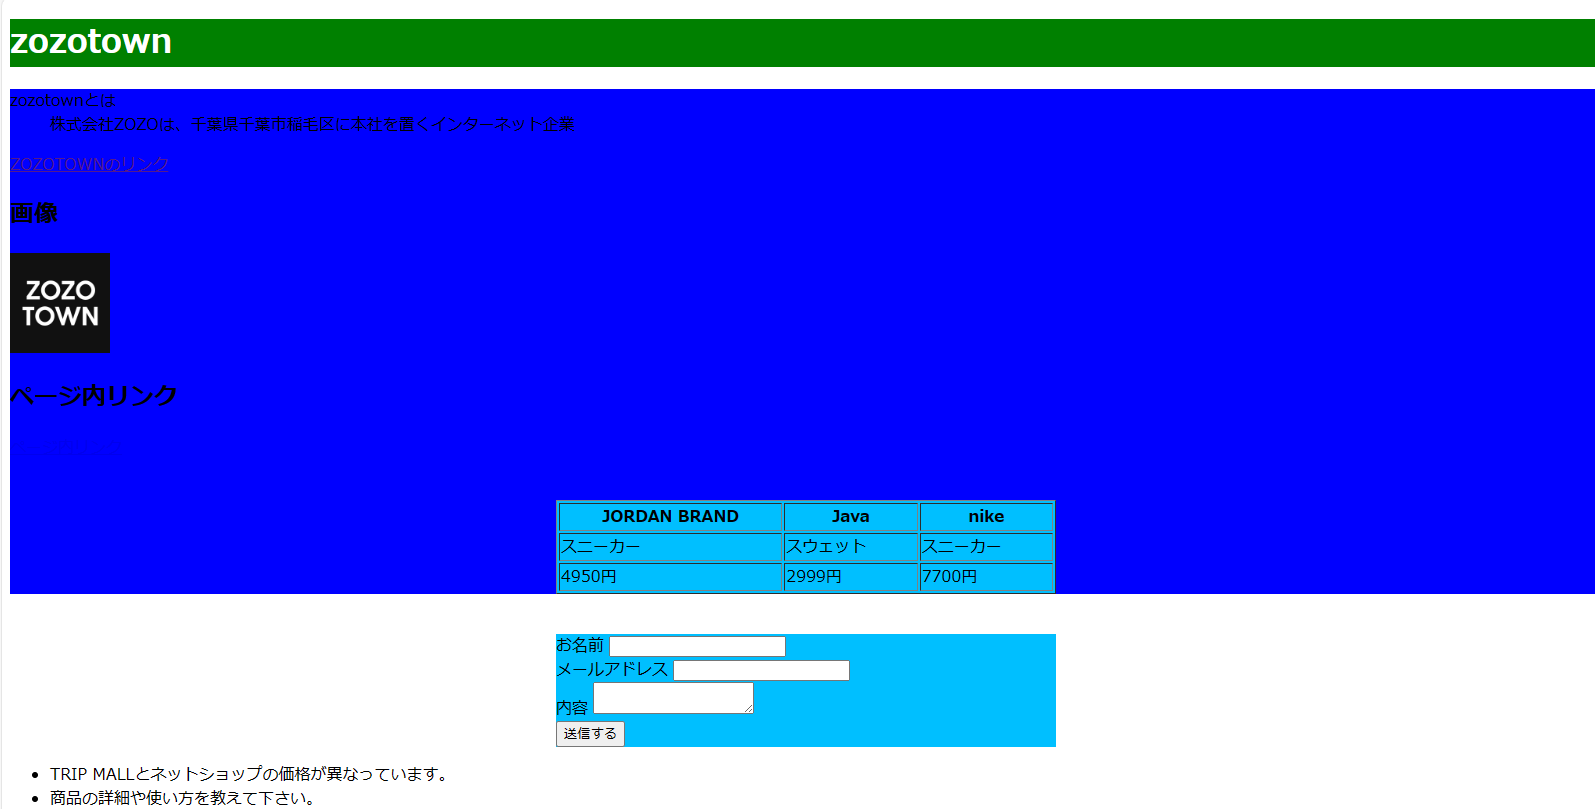 zozotown
zozotownとは
株式会社ZOZOは、千葉県千葉市稲毛区に本社を置くインターネット企業
ZOZOTOWNのリンク
画像
ZOZO
TOWN
ページ内リンク
JORDAN BRAND Java nike
スニーカー スウェット スニーカー
4950円 2999円 7700円
お名前
メールアドレス
内容
送信する
TRIP MALLとネットショップの価格が異なっています。
商品の詳細や使い方を教えて下さい。